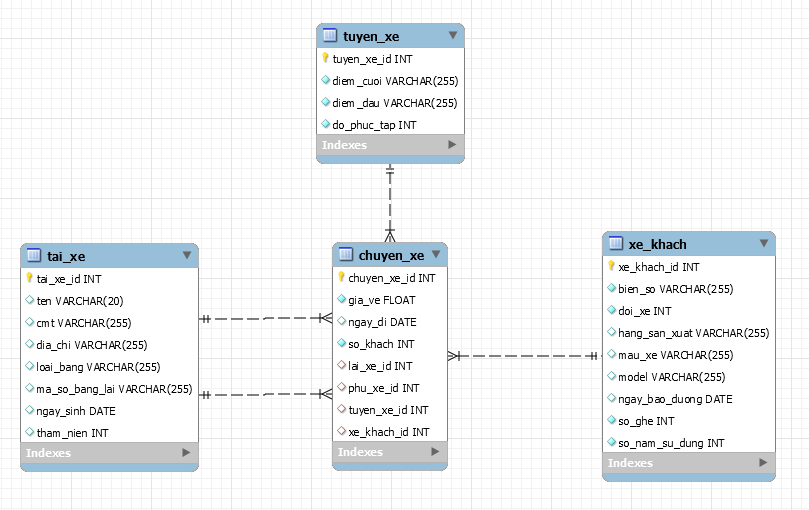 tuyen_xe
tuyen_xe_id INT
diem_cuoi VARCHAR(255)
diem_dau VARCHAR(255)
do_phuc_tap INT
Indexes
tai_xe
tai_xe_id INT
ten VARCHAR(20)
cmt VARCHAR(255)
dia_chi VARCHAR(255)
loai_bang VARCHAR(255)
ma_so_bang_lai VARCHAR(255)
ngay_sinh DATE
tham_nien INT
Indexes
chuyen_xe
chuyen_xe_id INT
gia_ve FLOAT
ngay_di DATE
so_khach INT
lai_xe_id INT
phu_xe_id INT
tuyen_xe_id INT
xe_khach_id INT
Indexes
xe_khach
xe_khach_id INT
bien_so VARCHAR(255)
doi_xe INT
hang_san_xuat VARCHAR(255)
mau_xe VARCHAR(255)
model VARCHAR(255)
ngay_bao_duong DATE
so_ghe INT
so_nam_su_dung INT
Indexes